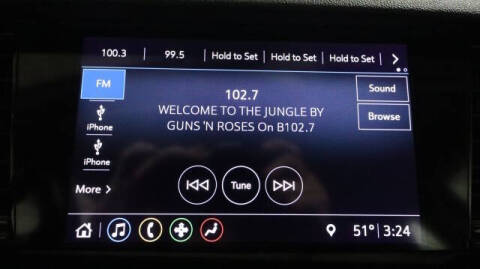 100.3 99.5 Hold to Set Hold to Set Hold to Set
FM
102.7
Sound
WELCOME TO THE JUNGLE BY
GUNS 'N ROSES On B102.7
Browse
iPhone
iPhone
More
Tune
51° 3:24